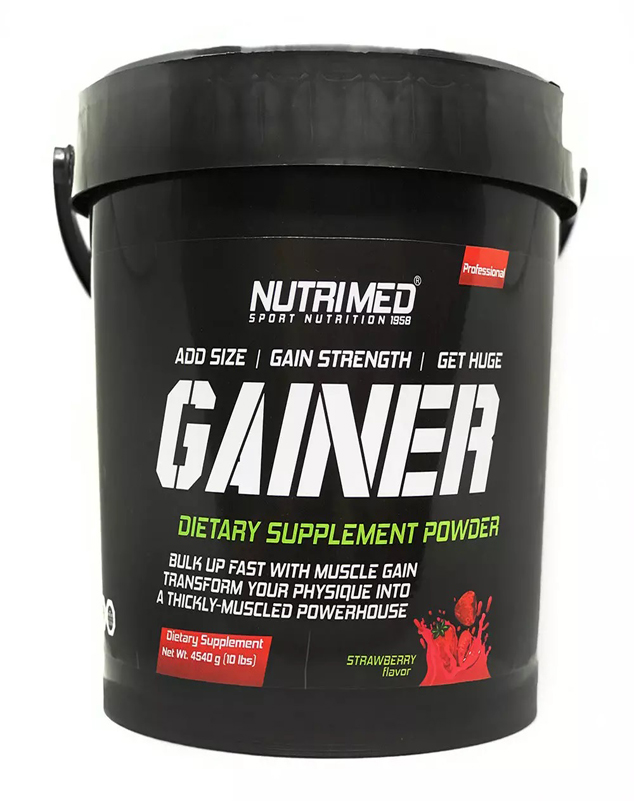 Professional
NUTRIMED®
SPORT NUTRITION 1958
ADD SIZE | GAIN STRENGTH | GET HUGE
GAINER
DIETARY SUPPLEMENT POWDER
BULK UP FAST WITH MUSCLE GAIN
TRANSFORM YOUR PHYSIQUE INTO
A THICKLY-MUSCLED POWERHOUSE
Dietary Supplement
Net Wt. 4540 g (10 lbs)
STRAWBERRY
flavor